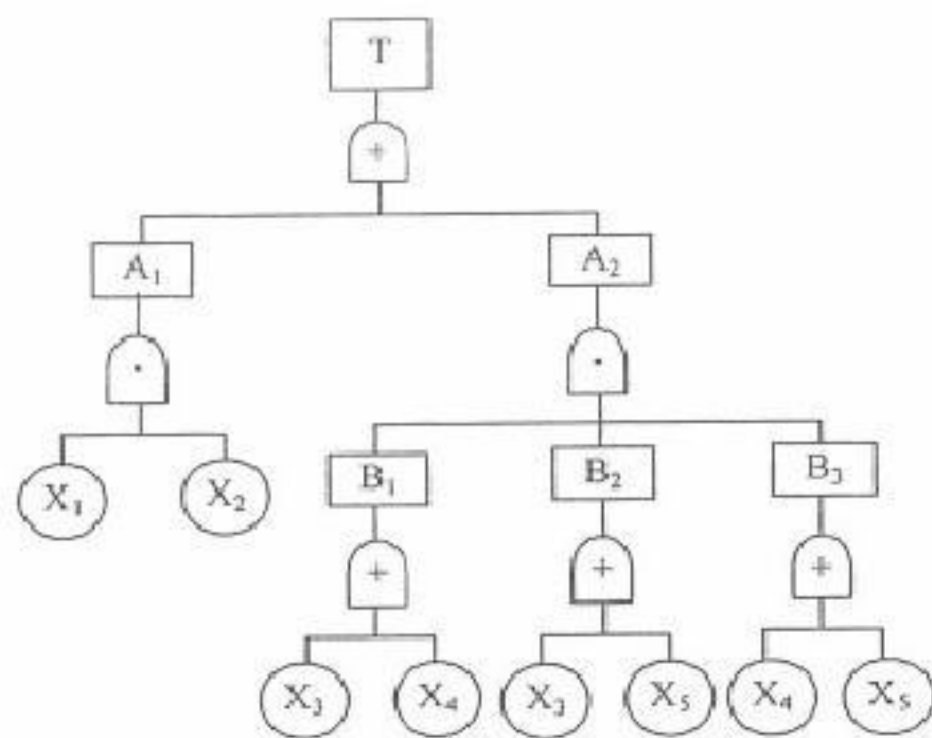 T
+
A₁ A₂
· ·
X₁ X₂ B₁ B₂ B₃
+ + +
X₃ X₄ X₃ X₅ X₄ X₅